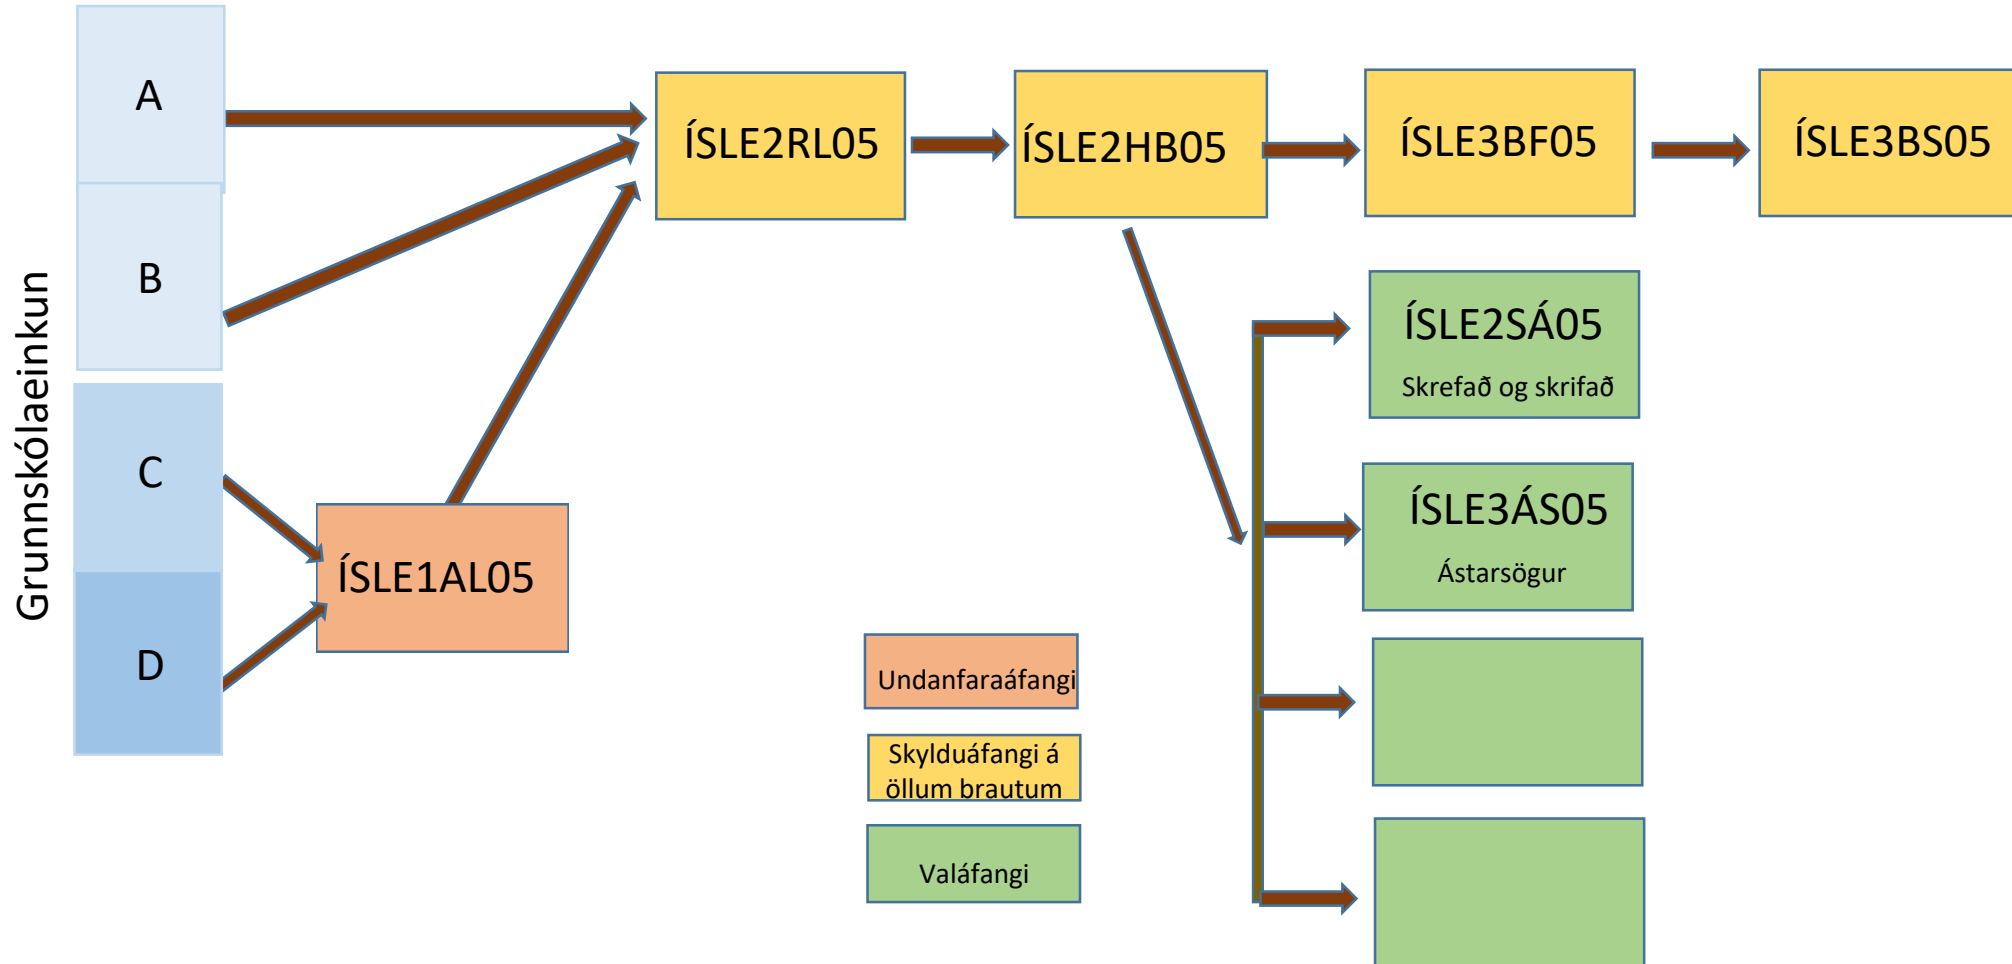 Grunnskólaeinkun
A
B
C
D
ÍSLE1AL05
ÍSLE2RL05
ÍSLE2HB05
ÍSLE3BF05
ÍSLE3BS05
ÍSLE2SÁ05
Skrefað og skrifað
ÍSLE3ÁS05
Ástarsögur
Undanfaraáfangi
Skylduáfangi á
öllum brautum
Valáfangi